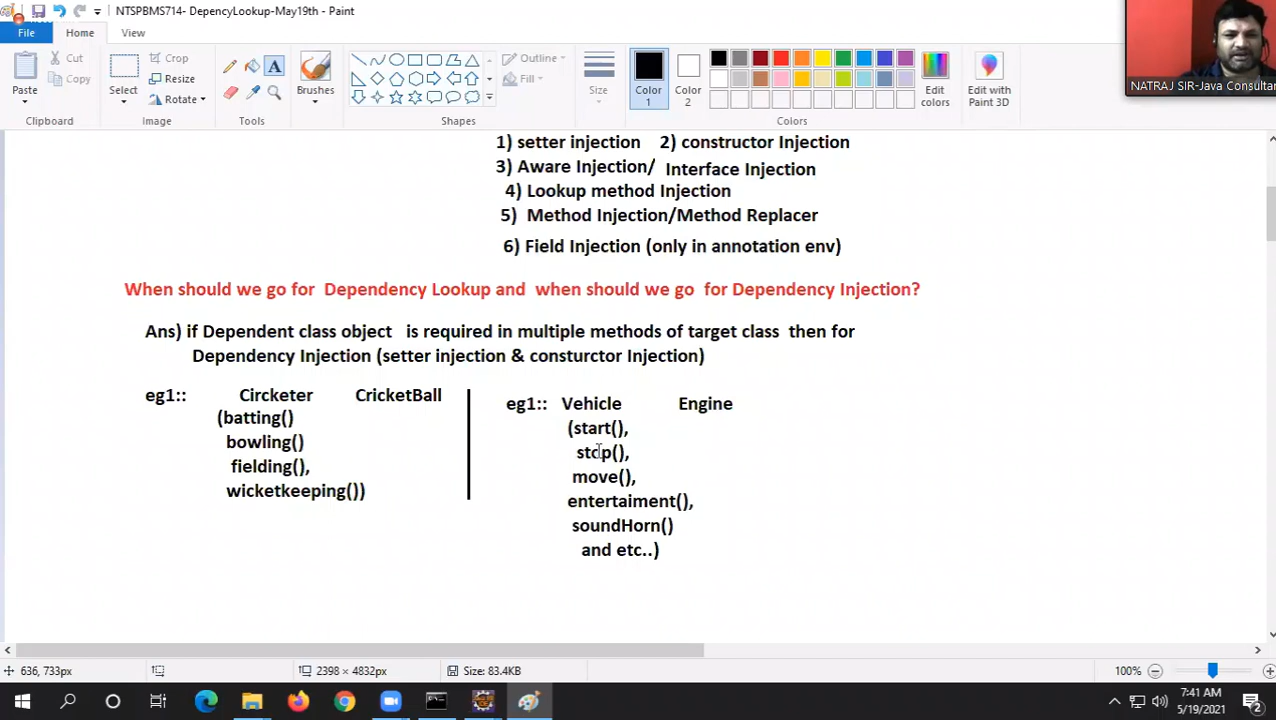 NTSPBMS714- DepencyLookup-May19th - Paint
File Home View
Paste Cut Copy
Clipboard
Select Crop Resize Rotate
Image
A
Tools
Brushes
Shapes
Outline Fill
Size
Color 1
Color 2
Edit colors
Colors
Edit with Paint 3D
NATRAJ SIR-Java Consultan
1) setter injection 2) constructor Injection
3) Aware Injection/ Interface Injection
4) Lookup method Injection
5) Method Injection/Method Replacer
6) Field Injection (only in annotation env)
When should we go for Dependency Lookup and when should we go for Dependency Injection?
Ans) if Dependent class object is required in multiple methods of target class then for
Dependency Injection (setter injection & consturctor Injection)
eg1:: Circketer CricketBall
(batting()
bowling()
fielding(),
wicketkeeping())
eg1:: Vehicle Engine
(start(),
stop(),
move(),
entertaiment(),
soundHorn()
and etc..)
636, 733px
2398 × 4832px
Size: 83.4KB
100%
7:41 AM
5/19/2021
2